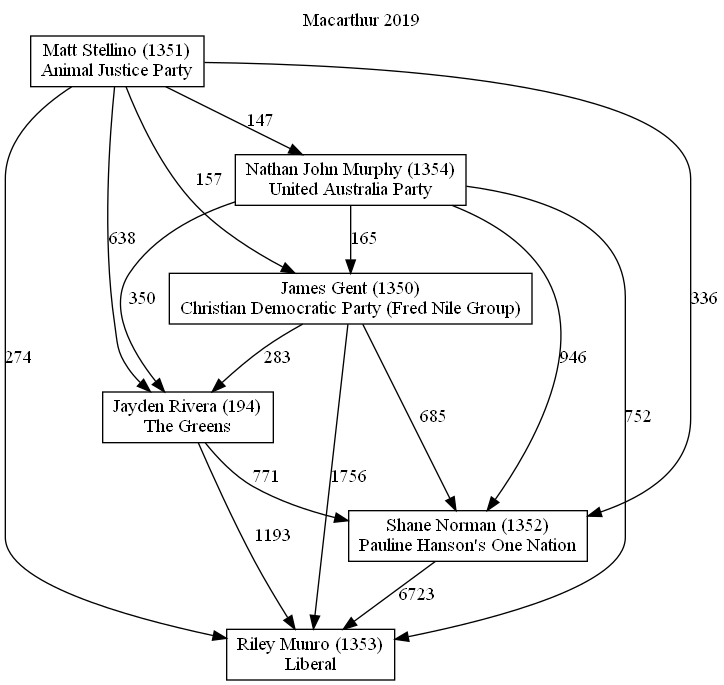 Macarthur 2019
Matt Stellino (1351)
Animal Justice Party
147
Nathan John Murphy (1354)
United Australia Party
157
638
165
350
336
274
James Gent (1350)
Christian Democratic Party (Fred Nile Group)
283
946
Jayden Rivera (194)
The Greens
685
752
771
1756
Shane Norman (1352)
Pauline Hanson's One Nation
1193
6723
Riley Munro (1353)
Liberal